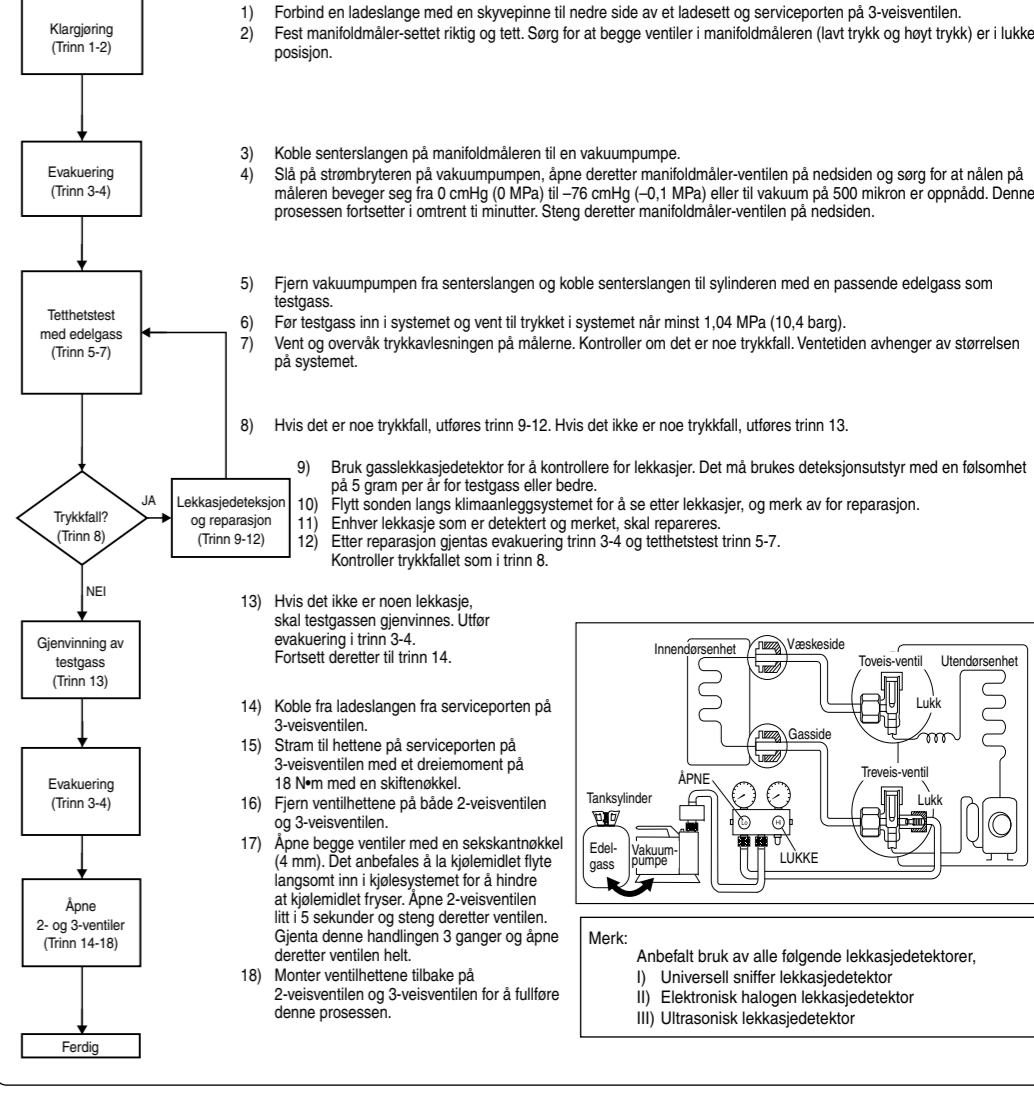 Klargjøring
(Trinn 1-2)
1) Forbind en ladeslange med en skyvepinne til nedre side av et ladesett og serviceporten på 3-veisventilen.
2) Fest manifoldmåler-settet riktig og tett. Sørg for at begge ventiler i manifoldmåleren (lavt trykk og høyt trykk) er i lukke
posisjon.
Evakuering
(Trinn 3-4)
3) Koble senterslangen på manifoldmåleren til en vakuumpumpe.
4) Slå på strømbryteren på vakuumpumpen, åpne deretter manifoldmåler-ventilen på nedsiden og sørg for at nålen på
måleren beveger seg fra 0 cmHg (0 MPa) til –76 cmHg (–0,1 MPa) eller til vakuum på 500 mikron er oppnådd. Denne
prosessen fortsetter i omtrent ti minutter. Steng deretter manifoldmåler-ventilen på nedsiden.
Tetthetstest
med edelgass
(Trinn 5-7)
5) Fjern vakuumpumpen fra senterslangen og koble senterslangen til sylinderen med en passende edelgass som
testgass.
6) Før testgass inn i systemet og vent til trykket i systemet når minst 1,04 MPa (10,4 barg).
7) Vent og overvåk trykkavlesningen på målerne. Kontroller om det er noe trykkfall. Ventetiden avhenger av størrelsen
på systemet.
8) Hvis det er noe trykkfall, utføres trinn 9-12. Hvis det ikke er noe trykkfall, utføres trinn 13.
Trykkfall?
(Trinn 8)
JA
Lekkasjedeteksjon
og reparasjon
(Trinn 9-12)
9) Bruk gasslekkasjedetektor for å kontrollere for lekkasjer. Det må brukes deteksjonsutstyr med en følsomhet
på 5 gram per år for testgass eller bedre.
10) Flytt sonden langs klimaanleggsystemet for å se etter lekkasjer, og merk av for reparasjon.
11) Enhver lekkasje som er detektert og merket, skal repareres.
12) Etter reparasjon gjentas evakuering trinn 3-4 og tetthetstest trinn 5-7.
Kontroller trykkfallet som i trinn 8.
NEI
Gjenvinning av
testgass
(Trinn 13)
13) Hvis det ikke er noen lekkasje,
skal testgassen gjenvinnes. Utfør
evakuering i trinn 3-4.
Fortsett deretter til trinn 14.
Evakuering
(Trinn 3-4)
14) Koble fra ladeslangen fra serviceporten på
3-veisventilen.
15) Stram til hettene på serviceporten på
3-veisventilen med et dreiemoment på
18 N•m med en skiftenøkkel.
16) Fjern ventilhettene på både 2-veisventilen
og 3-veisventilen.
17) Åpne begge ventiler med en sekskantnøkkel
(4 mm). Det anbefales å la kjølemidlet flyte
langsomt inn i kjølesystemet for å hindre
at kjølemidlet fryser. Åpne 2-veisventilen
litt i 5 sekunder og steng deretter ventilen.
Gjenta denne handlingen 3 ganger og åpne
deretter ventilen helt.
18) Monter ventilhettene tilbake på
2-veisventilen og 3-veisventilen for å fullføre
denne prosessen.
Åpne
2- og 3-ventiler
(Trinn 14-18)
Ferdig
Innendørsenhet
Væskeside
Toveis-ventil
Utendørsenhet
Lukk
Gasside
Treveis-ventil
Lukk
ÅPNE
Tanksylinder
Lo
Hi
Edel-
gass
Vakuum-
pumpe
LUKKE
Merk:
Anbefalt bruk av alle følgende lekkasjedetektorer,
I) Universell sniffer lekkasjedetektor
II) Elektronisk halogen lekkasjedetektor
III) Ultrasonisk lekkasjedetektor